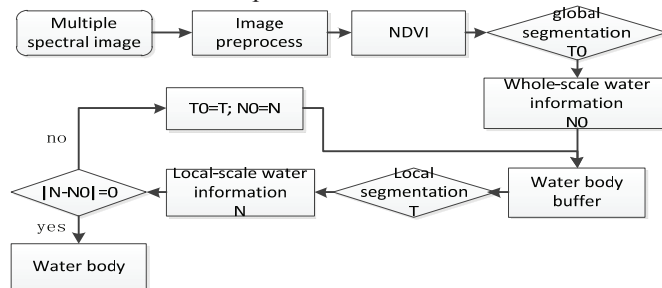 Multiple
spectral image
Image
preprocess
NDVI
global
segmentation
T0
Whole-scale water
information
N0
T0=T; N0=N
no
|N-N0|=0
Local-scale water
information
N
Local
segmentation
T
Water body
buffer
yes
Water body